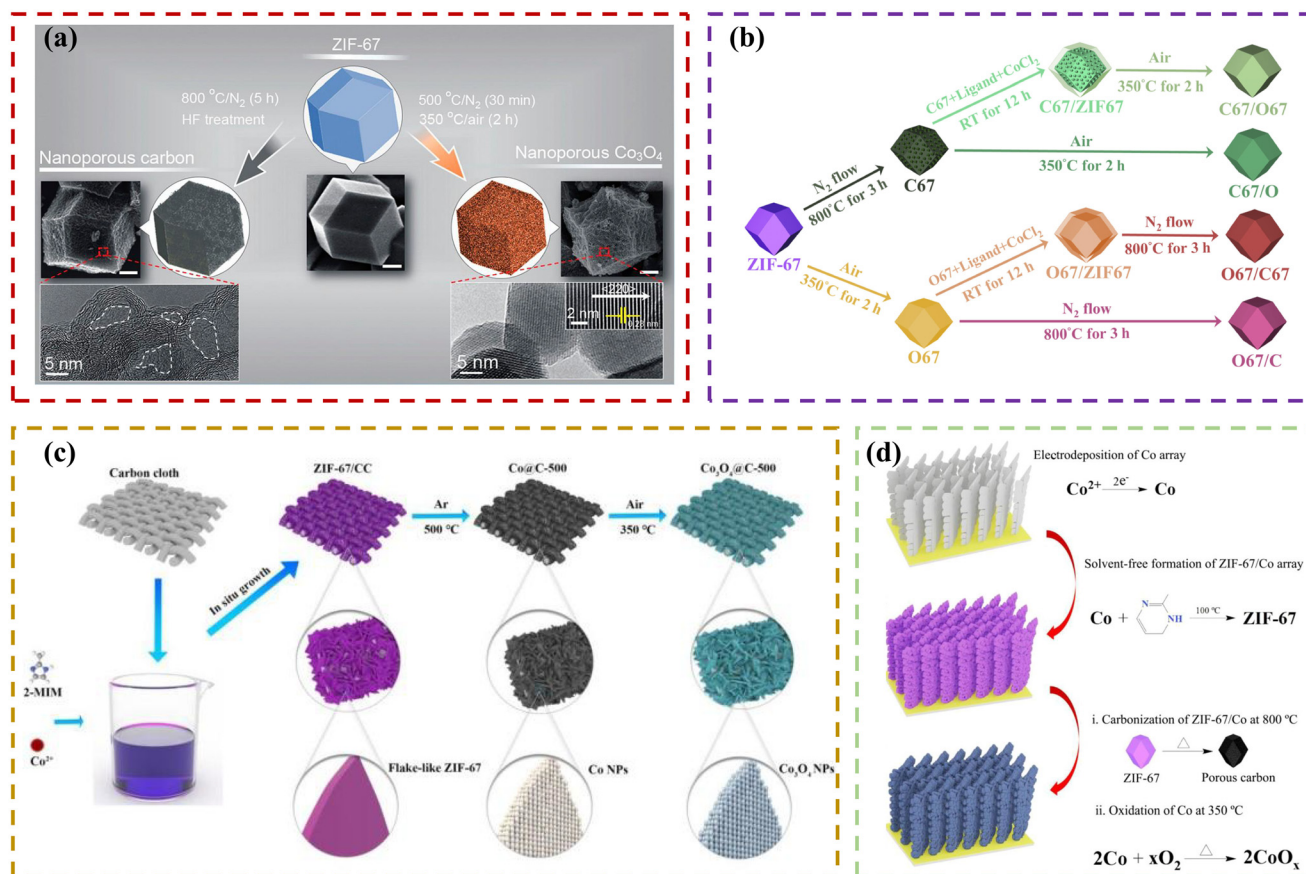 (a)
ZIF-67
800 °C/N₂ (5 h)
HF treatment
500 °C/N₂ (30 min)
350 °C/air (2 h)
Nanoporous carbon
Nanoporous Co₃O₄
5 nm
<220>
2 nm
0.28 nm
5 nm
(b)
C67+Ligand+CoCl₂
RT for 12 h
C67/ZIF67
Air
350°C for 2 h
C67/O67
N₂ flow
800°C for 3 h
C67
Air
350°C for 2 h
C67/O
ZIF-67
Air
350°C for 2 h
O67
O67+Ligand+CoCl₂
RT for 12 h
O67/ZIF67
N₂ flow
800°C for 3 h
O67/C67
N₂ flow
800°C for 3 h
O67/C
(c)
Carbon cloth
2-MIM
Co²⁺
In situ growth
ZIF-67/CC
Ar
500 °C
Co@C-500
Air
350 °C
Co₃O₄@C-500
Flake-like ZIF-67
Co NPs
Co₃O₄ NPs
(d)
Electrodeposition of Co array
Co²⁺ 2e⁻ → Co
Solvent-free formation of ZIF-67/Co array
Co + N NH 100 °C → ZIF-67
i. Carbonization of ZIF-67/Co at 800 °C
△
ZIF-67
Porous carbon
ii. Oxidation of Co at 350 °C
2Co + xO₂ △ → 2CoOₓ